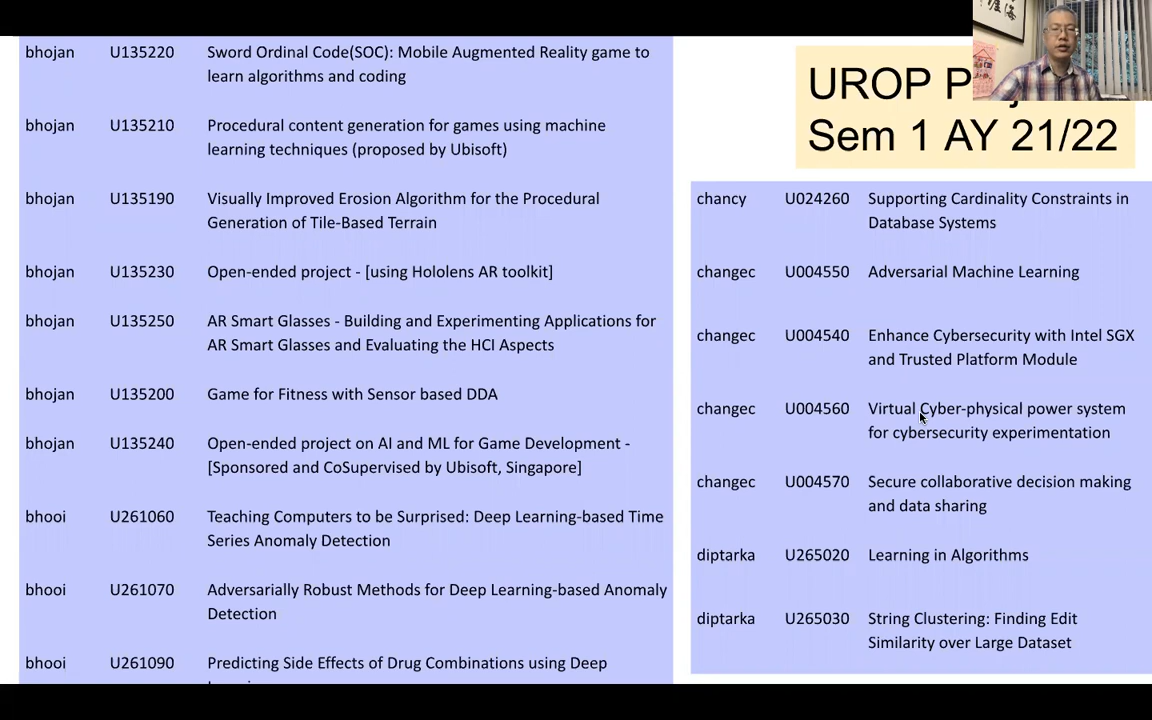 bhojan U135220 Sword Ordinal Code(SOC): Mobile Augmented Reality game to
learn algorithms and coding
bhojan U135210 Procedural content generation for games using machine
learning techniques (proposed by Ubisoft)
bhojan U135190 Visually Improved Erosion Algorithm for the Procedural
Generation of Tile-Based Terrain
bhojan U135230 Open-ended project - [using Hololens AR toolkit]
bhojan U135250 AR Smart Glasses - Building and Experimenting Applications for
AR Smart Glasses and Evaluating the HCI Aspects
bhojan U135200 Game for Fitness with Sensor based DDA
bhojan U135240 Open-ended project on AI and ML for Game Development -
[Sponsored and CoSupervised by Ubisoft, Singapore]
bhooi U261060 Teaching Computers to be Surprised: Deep Learning-based Time
Series Anomaly Detection
bhooi U261070 Adversarially Robust Methods for Deep Learning-based Anomaly
Detection
bhooi U261090 Predicting Side Effects of Drug Combinations using Deep
UROP
Sem 1 AY 21/22
chancy U024260 Supporting Cardinality Constraints in
Database Systems
changec U004550 Adversarial Machine Learning
changec U004540 Enhance Cybersecurity with Intel SGX
and Trusted Platform Module
changec U004560 Virtual Cyber-physical power system
for cybersecurity experimentation
changec U004570 Secure collaborative decision making
and data sharing
diptarka U265020 Learning in Algorithms
diptarka U265030 String Clustering: Finding Edit
Similarity over Large Dataset